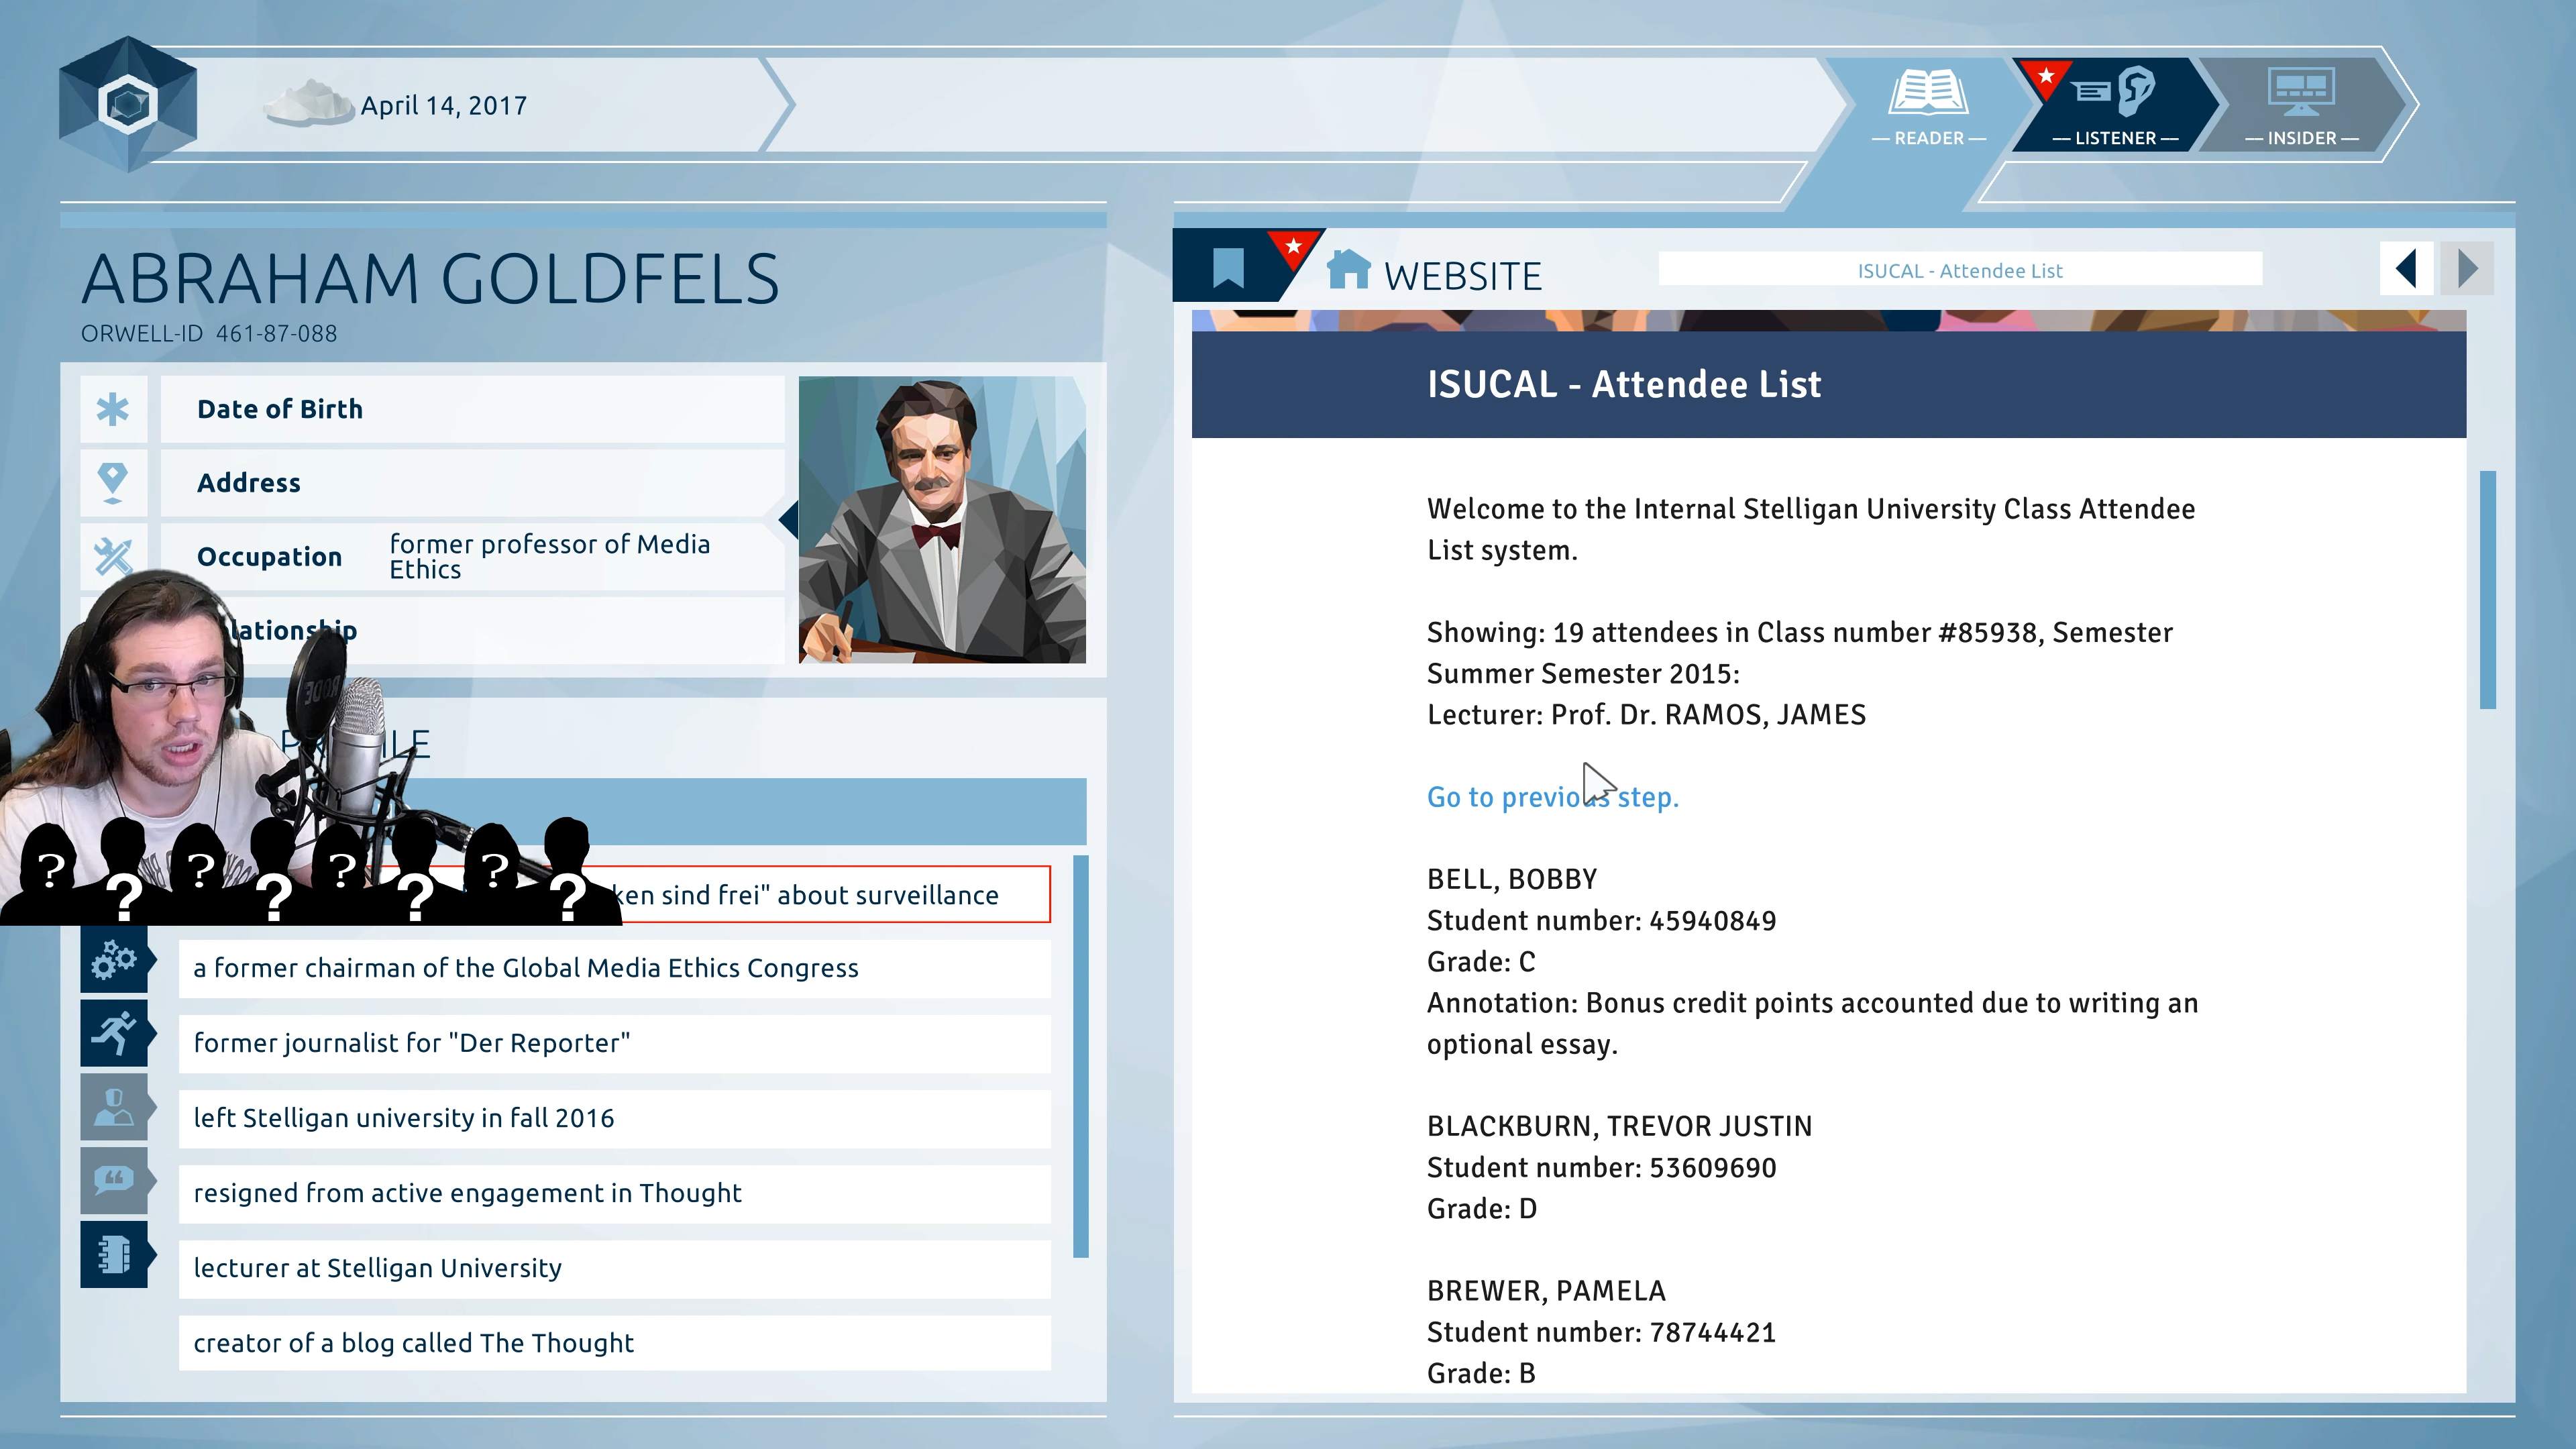 April 14, 2017
— READER —
— LISTENER —
— INSIDER —
ABRAHAM GOLDFELS
ORWELL-ID 461-87-088
Date of Birth
Address
Occupation
former professor of Media
Ethics
lationship
ken sind frei" about surveillance
a former chairman of the Global Media Ethics Congress
former journalist for "Der Reporter"
left Stelligan university in fall 2016
resigned from active engagement in Thought
lecturer at Stelligan University
creator of a blog called The Thought
RODE
? ? ? ? ? ? ? ?
WEBSITE
ISUCAL - Attendee List
ISUCAL - Attendee List
Welcome to the Internal Stelligan University Class Attendee
List system.
Showing: 19 attendees in Class number #85938, Semester
Summer Semester 2015:
Lecturer: Prof. Dr. RAMOS, JAMES
Go to previous step.
BELL, BOBBY
Student number: 45940849
Grade: C
Annotation: Bonus credit points accounted due to writing an
optional essay.
BLACKBURN, TREVOR JUSTIN
Student number: 53609690
Grade: D
BREWER, PAMELA
Student number: 78744421
Grade: B